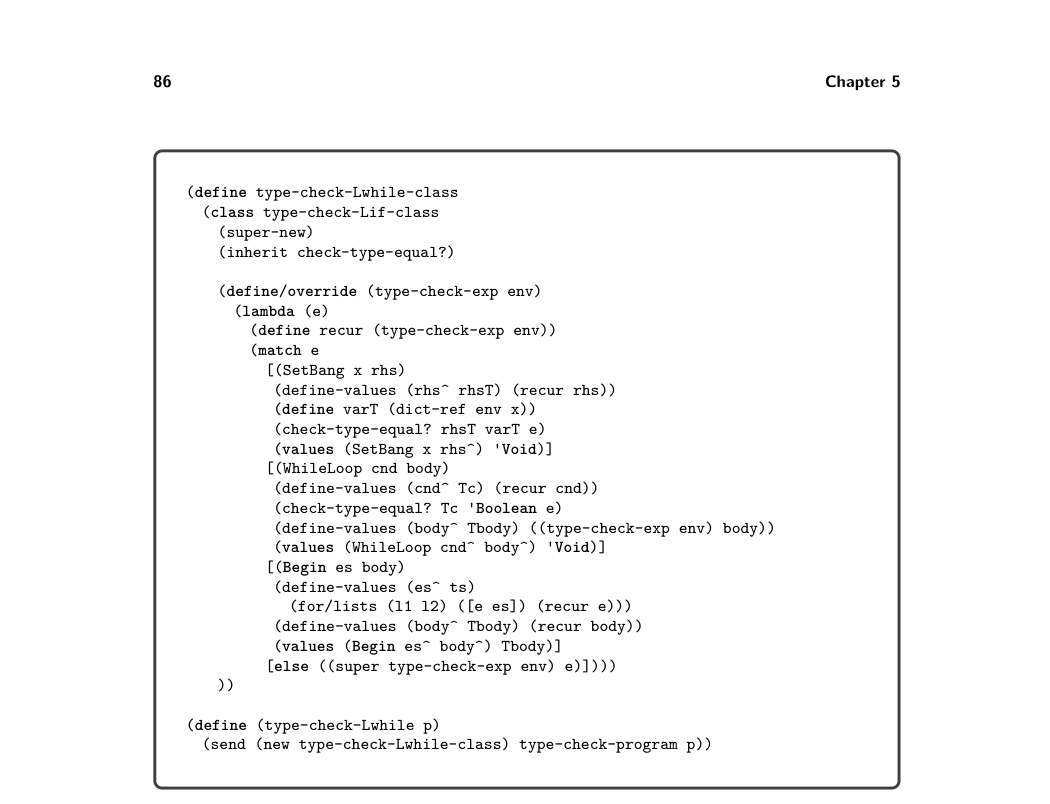 86 Chapter 5
(define type-check-Lwhile-class
  (class type-check-Lif-class
    (super-new)
    (inherit check-type-equal?)

    (define/override (type-check-exp env)
      (lambda (e)
        (define recur (type-check-exp env))
        (match e
          [(SetBang x rhs)
           (define-values (rhs^ rhsT) (recur rhs))
           (define varT (dict-ref env x))
           (check-type-equal? rhsT varT e)
           (values (SetBang x rhs^) 'Void)]
          [(WhileLoop cnd body)
           (define-values (cnd^ Tc) (recur cnd))
           (check-type-equal? Tc 'Boolean e)
           (define-values (body^ Tbody) ((type-check-exp env) body))
           (values (WhileLoop cnd^ body^) 'Void)]
          [(Begin es body)
           (define-values (es^ ts)
             (for/lists (l1 l2) ([e es]) (recur e)))
           (define-values (body^ Tbody) (recur body))
           (values (Begin es^ body^) Tbody)]
          [else ((super type-check-exp env) e)])))
    ))

(define (type-check-Lwhile p)
  (send (new type-check-Lwhile-class) type-check-program p))